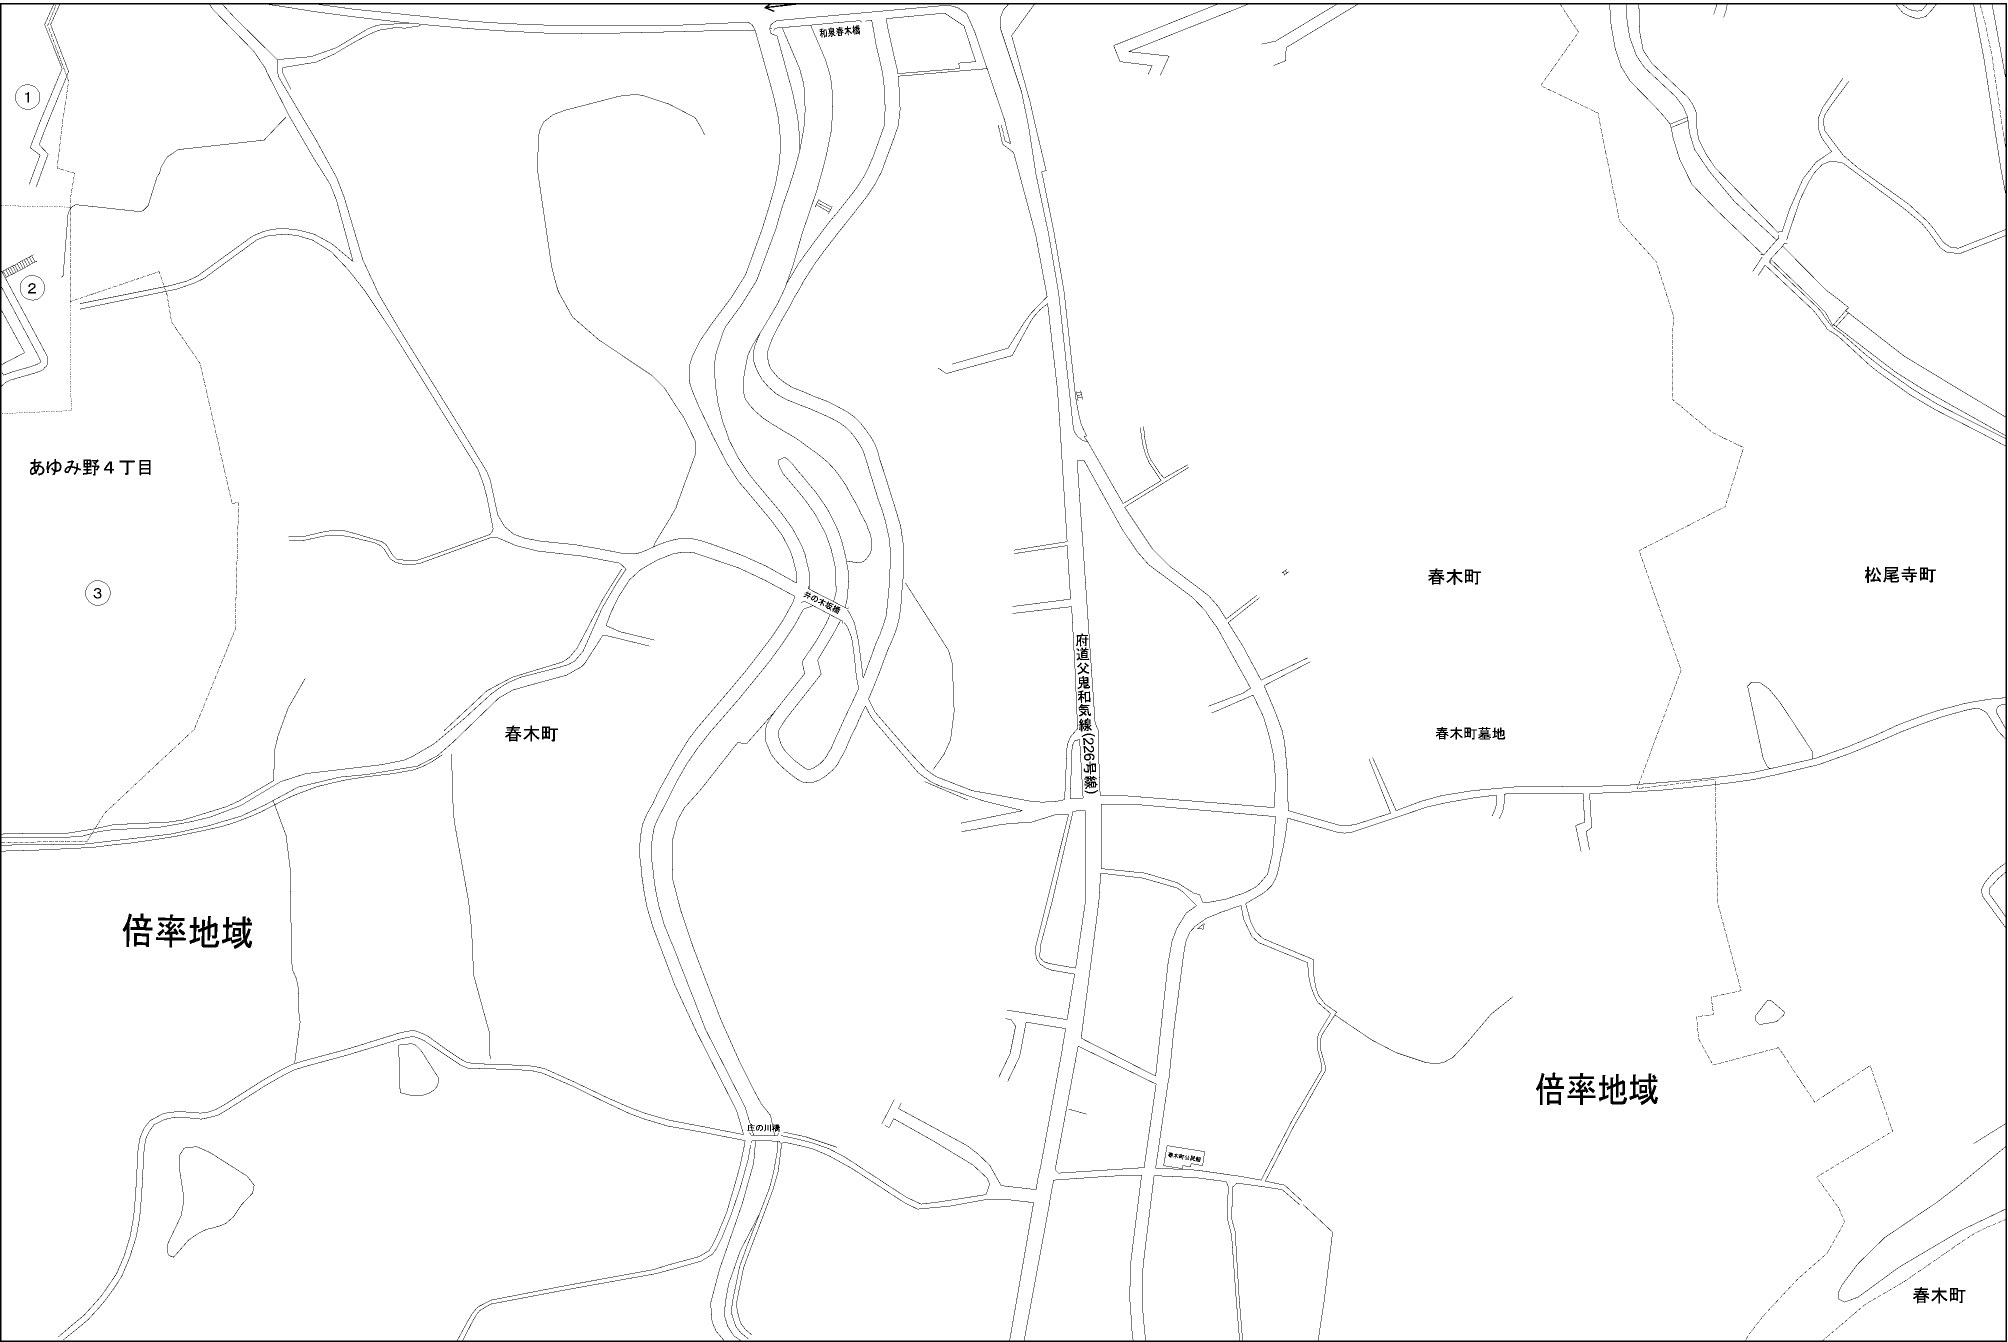 和泉春木橋
1
2
あゆみ野４丁目
春木町
松尾寺町
3
弁の木坂橋
府道父鬼和気線(226号線)
春木町
春木町墓地
倍率地域
倍率地域
庄の川橋
春木町公民館
春木町